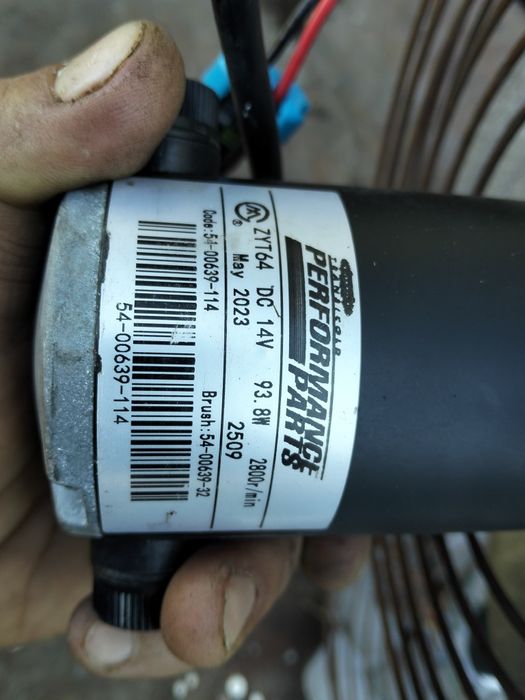 PERFORMANCE
PARTS
ZYT64 DC 14V 93.8W 2800r/min
® May 2023 2509
Code:54-00639-114 Brush:54-00639-32
54-00639-114